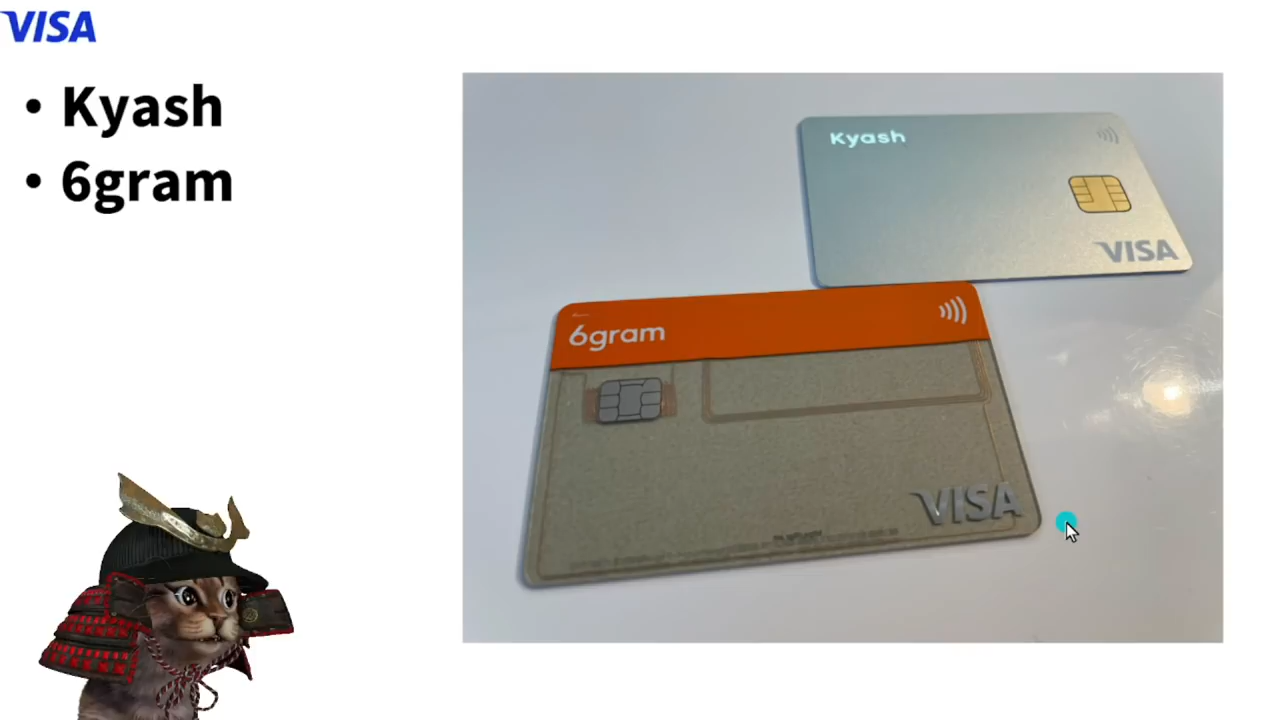 VISA
• Kyash
• 6gram
Kyash
VISA
6gram
VISA